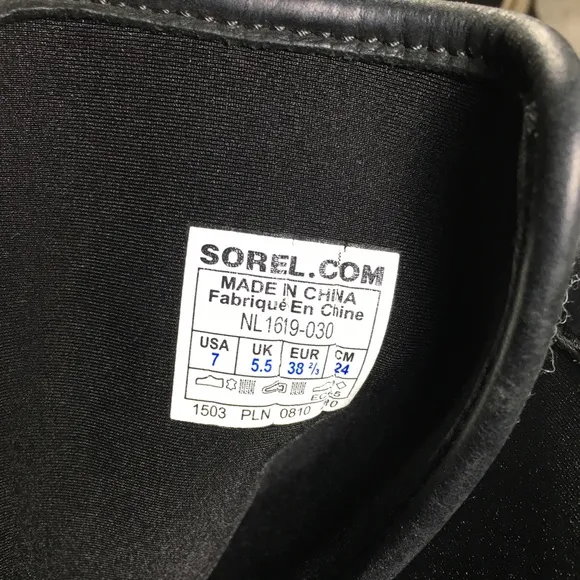 SOREL.COM
MADE IN CHINA
Fabriqué En Chine
NL1619-030
USA UK EUR CM
7 5.5 38 ⅔ 24
1503 PLN 0810